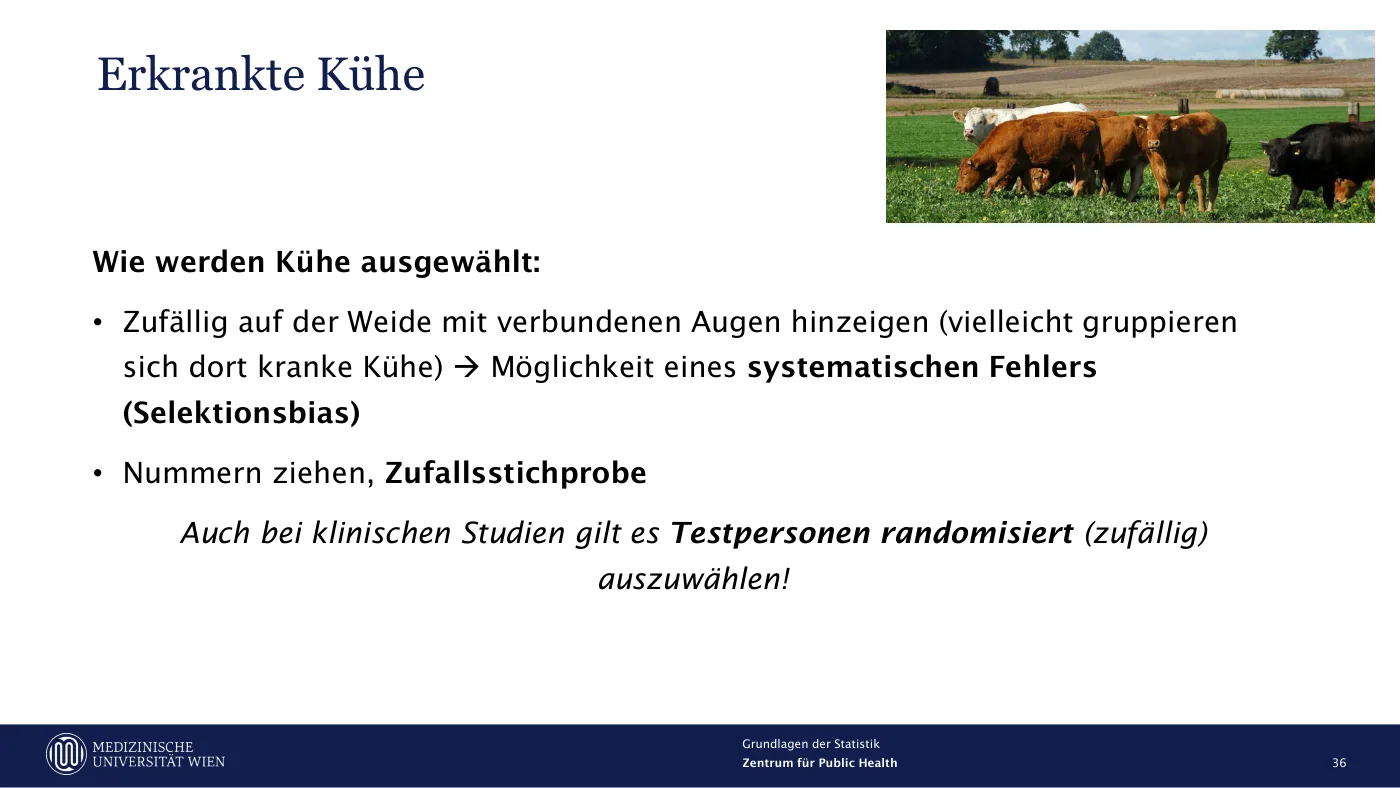 Erkrankte Kühe
Wie werden Kühe ausgewählt:
• Zufällig auf der Weide mit verbundenen Augen hinzeigen (vielleicht gruppieren
sich dort kranke Kühe) → Möglichkeit eines systematischen Fehlers
(Selektionsbias)
• Nummern ziehen, Zufallsstichprobe
Auch bei klinischen Studien gilt es Testpersonen randomisiert (zufällig)
auszuwählen!
MEDIZINISCHE
UNIVERSITÄT WIEN
Grundlagen der Statistik
Zentrum für Public Health
36